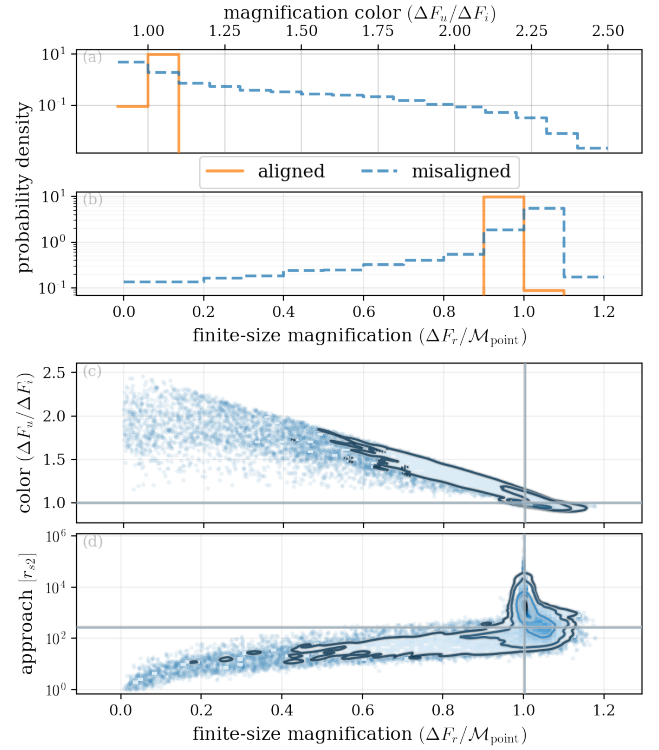 magnification color (ΔF_u/ΔF_i)
1.00 1.25 1.50 1.75 2.00 2.25 2.50
(a)
10^1
10^-1
probability density
aligned misaligned
(b)
10^1
10^0
10^-1
0.0 0.2 0.4 0.6 0.8 1.0 1.2
finite-size magnification (ΔF_r/ℳ_point)
(c)
2.5
2.0
1.5
1.0
color (ΔF_u/ΔF_i)
(d)
10^6
10^4
10^2
10^0
approach |r_s2|
0.0 0.2 0.4 0.6 0.8 1.0 1.2
finite-size magnification (ΔF_r/ℳ_point)